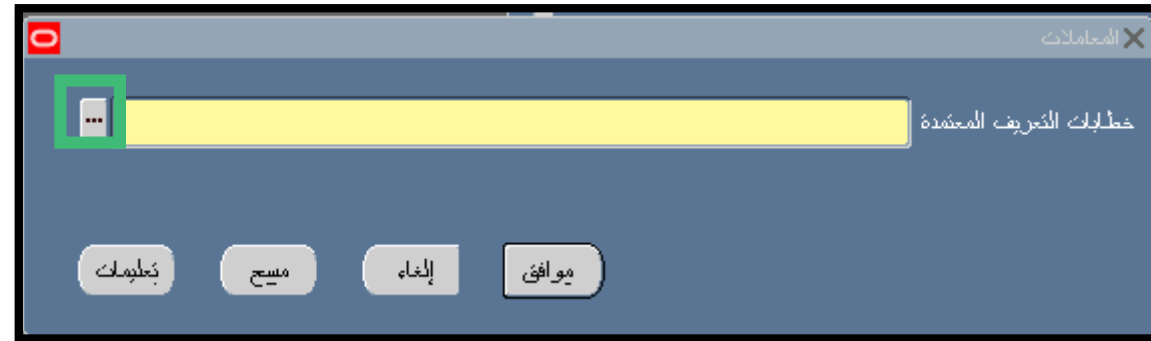 المعاملات
خطابات التعريف المعتمدة
...
موافق إلغاء مسح تعليمات